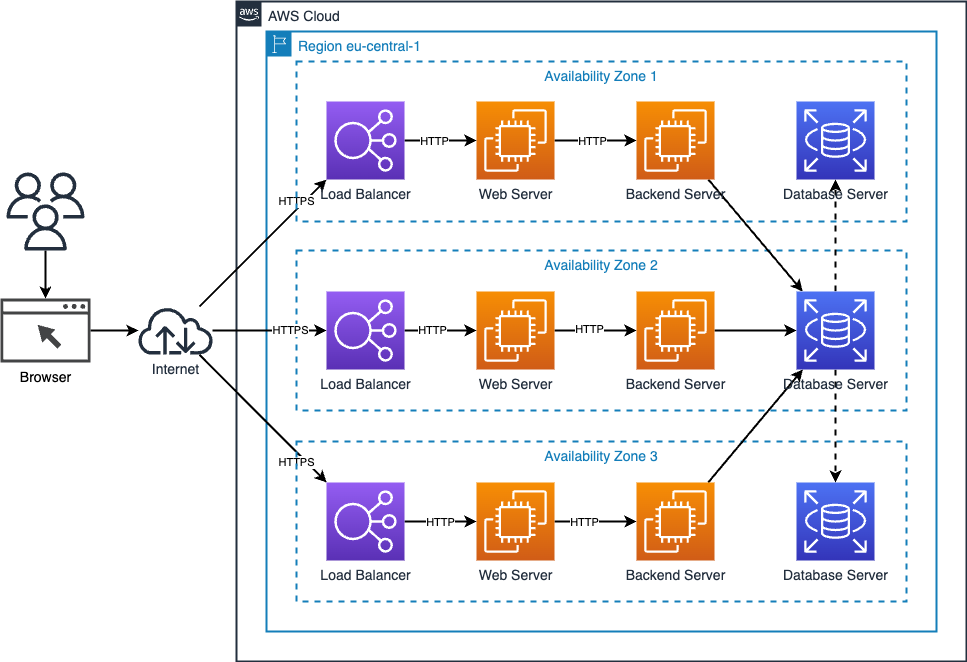 aws
AWS Cloud
Region eu-central-1
Availability Zone 1
HTTP
HTTP
Load Balancer
Web Server
Backend Server
Database Server
HTTPS
Availability Zone 2
HTTPS
HTTP
HTTP
Load Balancer
Web Server
Backend Server
Database Server
Browser
Internet
Availability Zone 3
HTTPS
HTTP
HTTP
Load Balancer
Web Server
Backend Server
Database Server